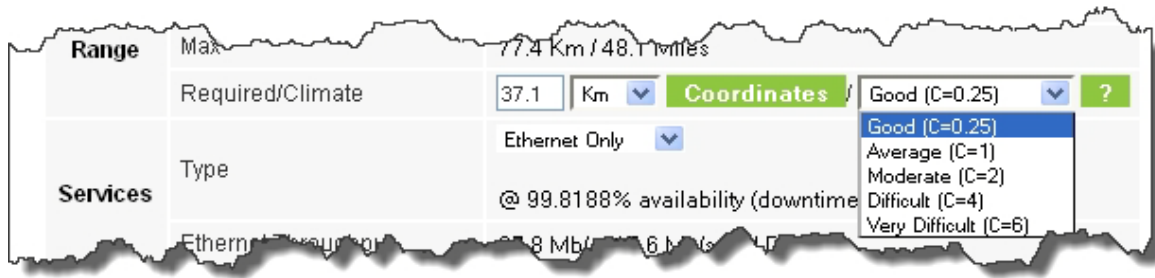 Range Max 77.4 Km / 48.1 Miles
Required/Climate 37.1 Km Coordinates / Good (C=0.25) ?
Good (C=0.25)
Ethernet Only
Average (C=1)
Type
Moderate (C=2)
Services @ 99.8188% availability (downtime Difficult (C=4)
Very Difficult (C=6)
Ethernet